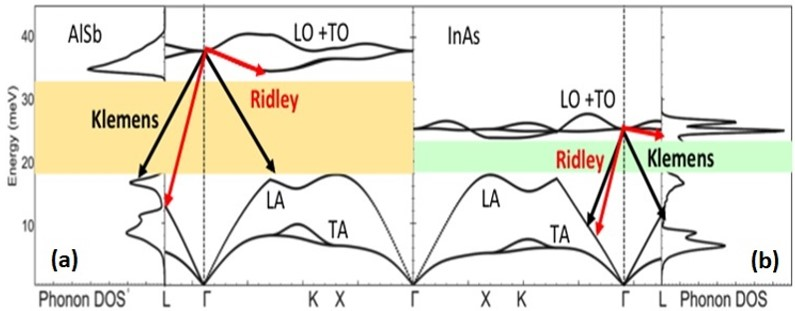 40
30
20
10
Energy (meV)
AlSb
LO +TO
Klemens
Ridley
LA
TA
(a)
Phonon DOS'
L
Γ
K X
Γ
InAs
LO +TO
Ridley
Klemens
LA
TA
(b)
X K
Γ
L
Phonon DOS